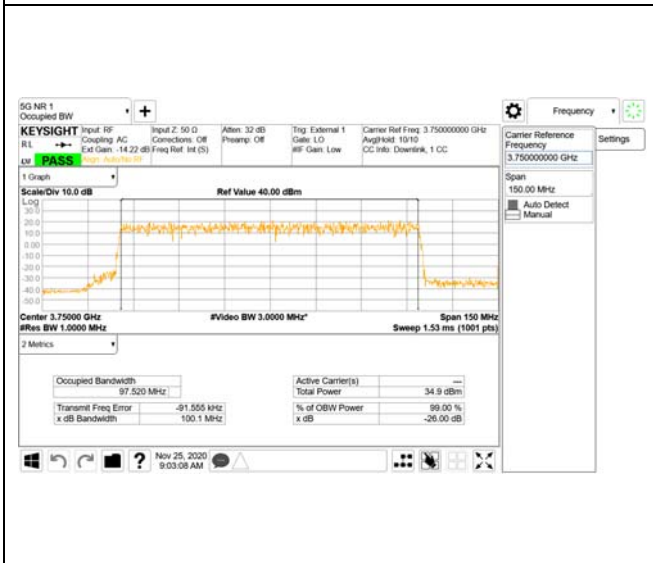 5G NR 1
Occupied BW
Frequency
KEYSIGHT
RL
PASS
Input: RF
Coupling: AC
Ext Gain: -14.22 dB
Align: Auto/No RF
Input Z: 50 Ω
Corrections: Off
Freq Ref: Int (S)
Atten: 32 dB
Preamp: Off
Trig: External 1
Gate: LO
#IF Gain: Low
Carrier Ref Freq: 3.750000000 GHz
Avg|Hold: 10/10
CC Info: Downlink, 1 CC
Carrier Reference
Frequency
3.750000000 GHz
Settings
Span
150.00 MHz
Auto Detect
Manual
1 Graph
Scale/Div 10.0 dB
Ref Value 40.00 dBm
Log
30.0
20.0
10.0
0.00
-10.0
-20.0
-30.0
-40.0
-50.0
Center 3.75000 GHz
#Video BW 3.0000 MHz*
Span 150 MHz
#Res BW 1.0000 MHz
Sweep 1.53 ms (1001 pts)
2 Metrics
Occupied Bandwidth
97.520 MHz
Active Carrier(s)
---
Total Power
34.9 dBm
Transmit Freq Error
-91.555 kHz
% of OBW Power
99.00 %
x dB Bandwidth
100.1 MHz
x dB
-26.00 dB
?
Nov 25, 2020
9:03:08 AM